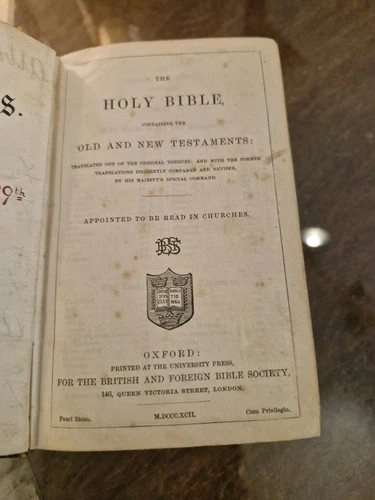 S.
9th
THE
HOLY BIBLE,
CONTAINING THE
OLD AND NEW TESTAMENTS:
TRANSLATED OUT OF THE ORIGINAL TONGUES: AND WITH THE FORMER
TRANSLATIONS DILIGENTLY COMPARED AND REVISED,
BY HIS MAJESTY'S SPECIAL COMMAND.
APPOINTED TO BE READ IN CHURCHES.
OXFORD:
PRINTED AT THE UNIVERSITY PRESS,
FOR THE BRITISH AND FOREIGN BIBLE SOCIETY,
146, QUEEN VICTORIA STREET, LONDON.
M.DCCC.XCII.
Pearl 24mo. Cum Privilegio.